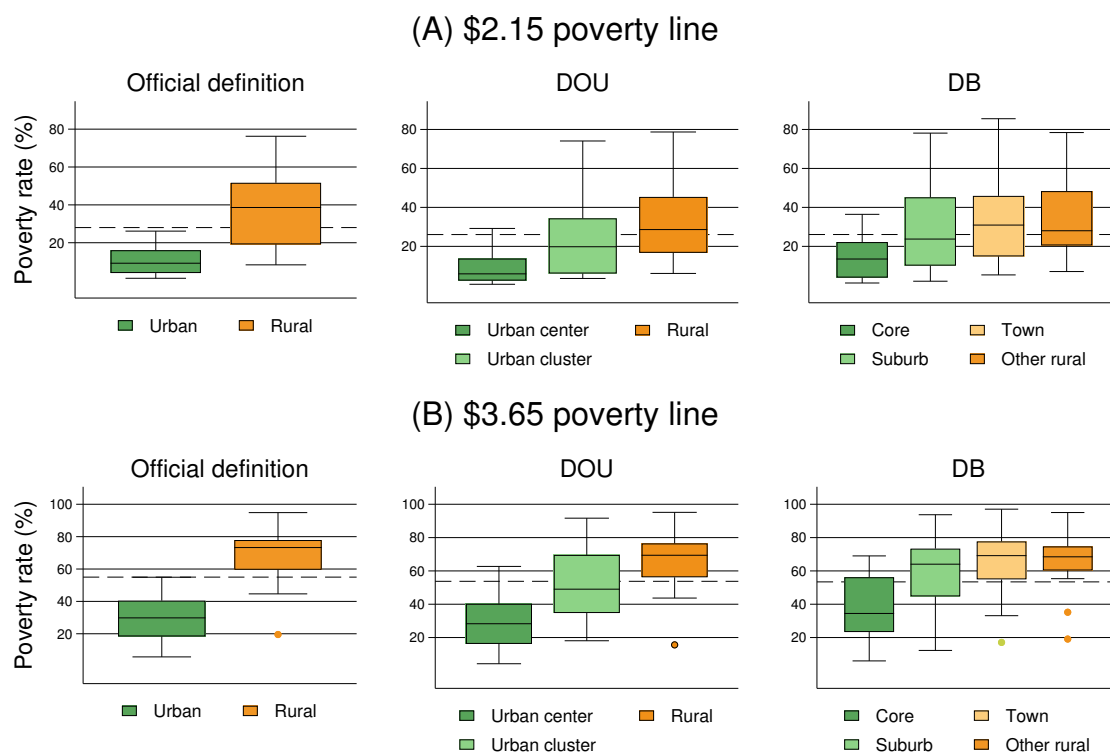 (A) $2.15 poverty line
Official definition
DOU
DB
Poverty rate (%)
80
60
40
20
80
60
40
20
80
60
40
20
Urban
Rural
Urban center
Rural
Urban cluster
Core
Town
Suburb
Other rural
(B) $3.65 poverty line
Official definition
DOU
DB
Poverty rate (%)
100
80
60
40
20
100
80
60
40
20
100
80
60
40
20
Urban
Rural
Urban center
Rural
Urban cluster
Core
Town
Suburb
Other rural